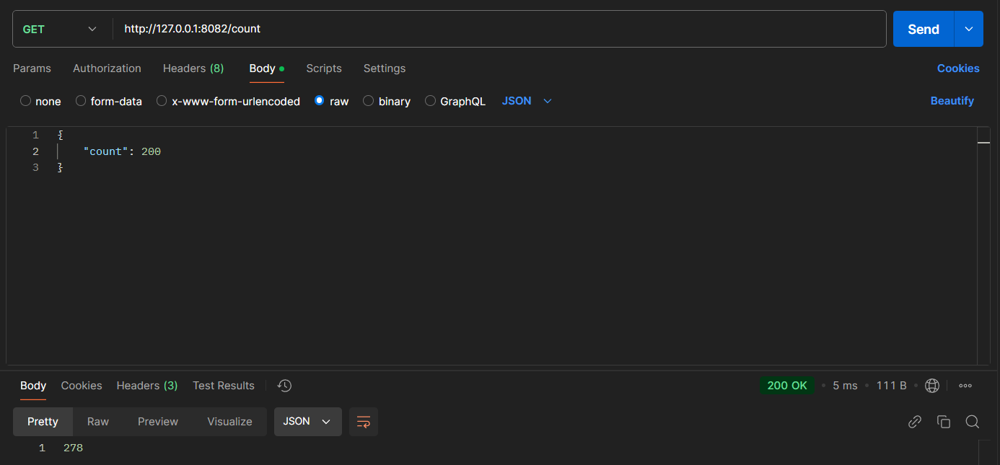 GET http://127.0.0.1:8082/count Send
Params Authorization Headers (8) Body Scripts Settings Cookies
none form-data x-www-form-urlencoded raw binary GraphQL JSON Beautify
1 {
2 "count": 200
3 }
Body Cookies Headers (3) Test Results 200 OK • 5 ms • 111 B •
Pretty Raw Preview Visualize JSON
1 278